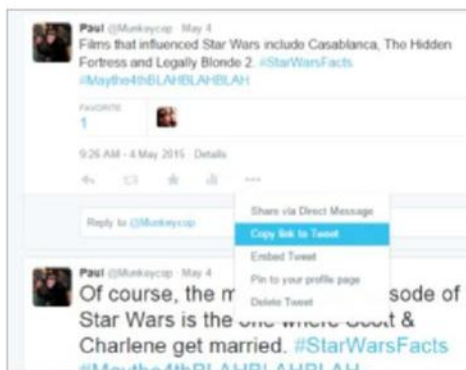 Paul @Munkeycop · May 4
Films that influenced Star Wars include Casablanca, The Hidden
Fortress and Legally Blonde 2. #StarWarsFacts
#Maythe4thBLAHBLAHBLAH
FAVORITE
1
9:26 AM - 4 May 2015 · Details
Share via Direct Message
Reply to @Munkeycop
Copy link to Tweet
Embed Tweet
Pin to your profile page
Delete Tweet
Paul @Munkeycop · May 4
Of course, the m sode of
Star Wars is the one where Scott &
Charlene get married. #StarWarsFacts
#Maythe4thBLAHBLAHBLAH